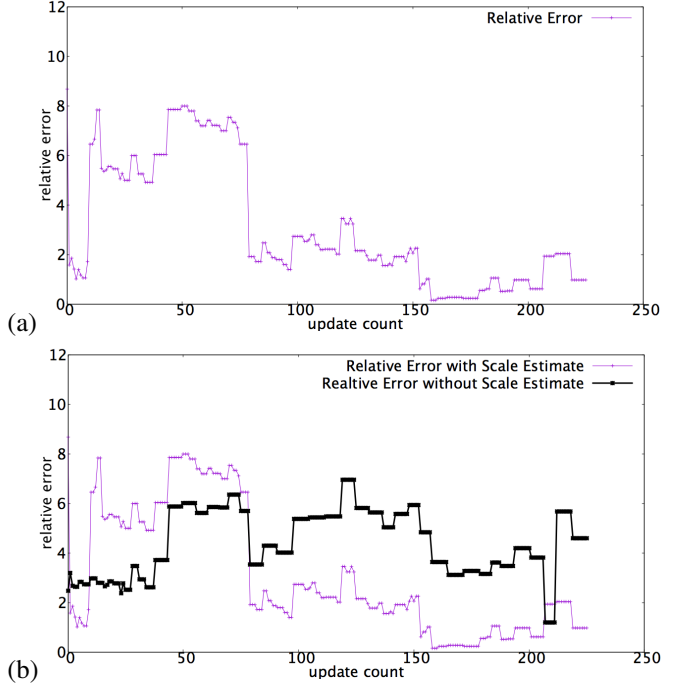 12
Relative Error
10
8
relative error
6
4
2
0
0 50 100 150 200 250
(a)
update count
12
Relative Error with Scale Estimate
Realtive Error without Scale Estimate
10
8
relative error
6
4
2
0
0 50 100 150 200 250
(b)
update count